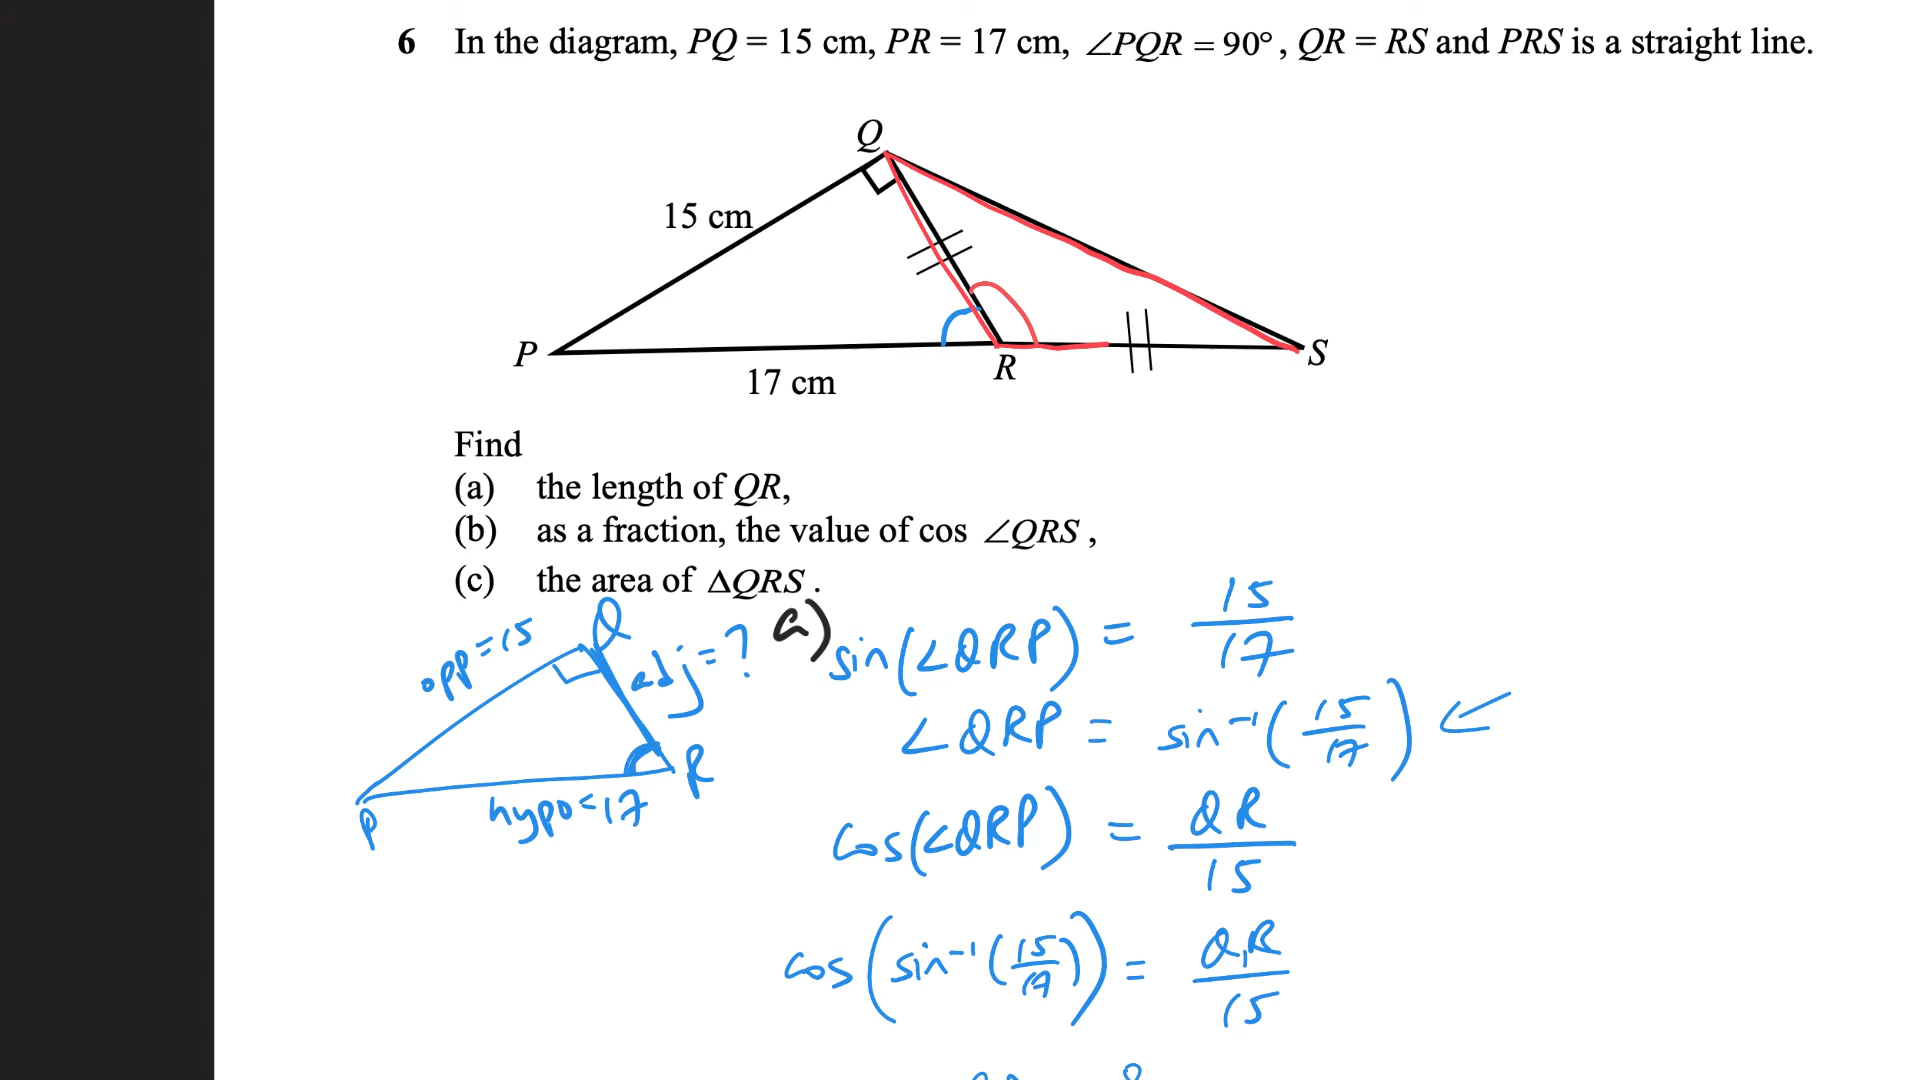 6 In the diagram, PQ = 15 cm, PR = 17 cm, ∠PQR = 90°, QR = RS and PRS is a straight line.
Q
15 cm
P
R
S
17 cm
Find
(a) the length of QR,
(b) as a fraction, the value of cos ∠QRS ,
(c) the area of ΔQRS .
Q
opp = 15
adj = ?
R
P
hypo = 17
a) sin(∠QRP) = 15/17
∠QRP = sin⁻¹(15/17)
cos(∠QRP) = QR/15
cos(sin⁻¹(15/17)) = QR/15